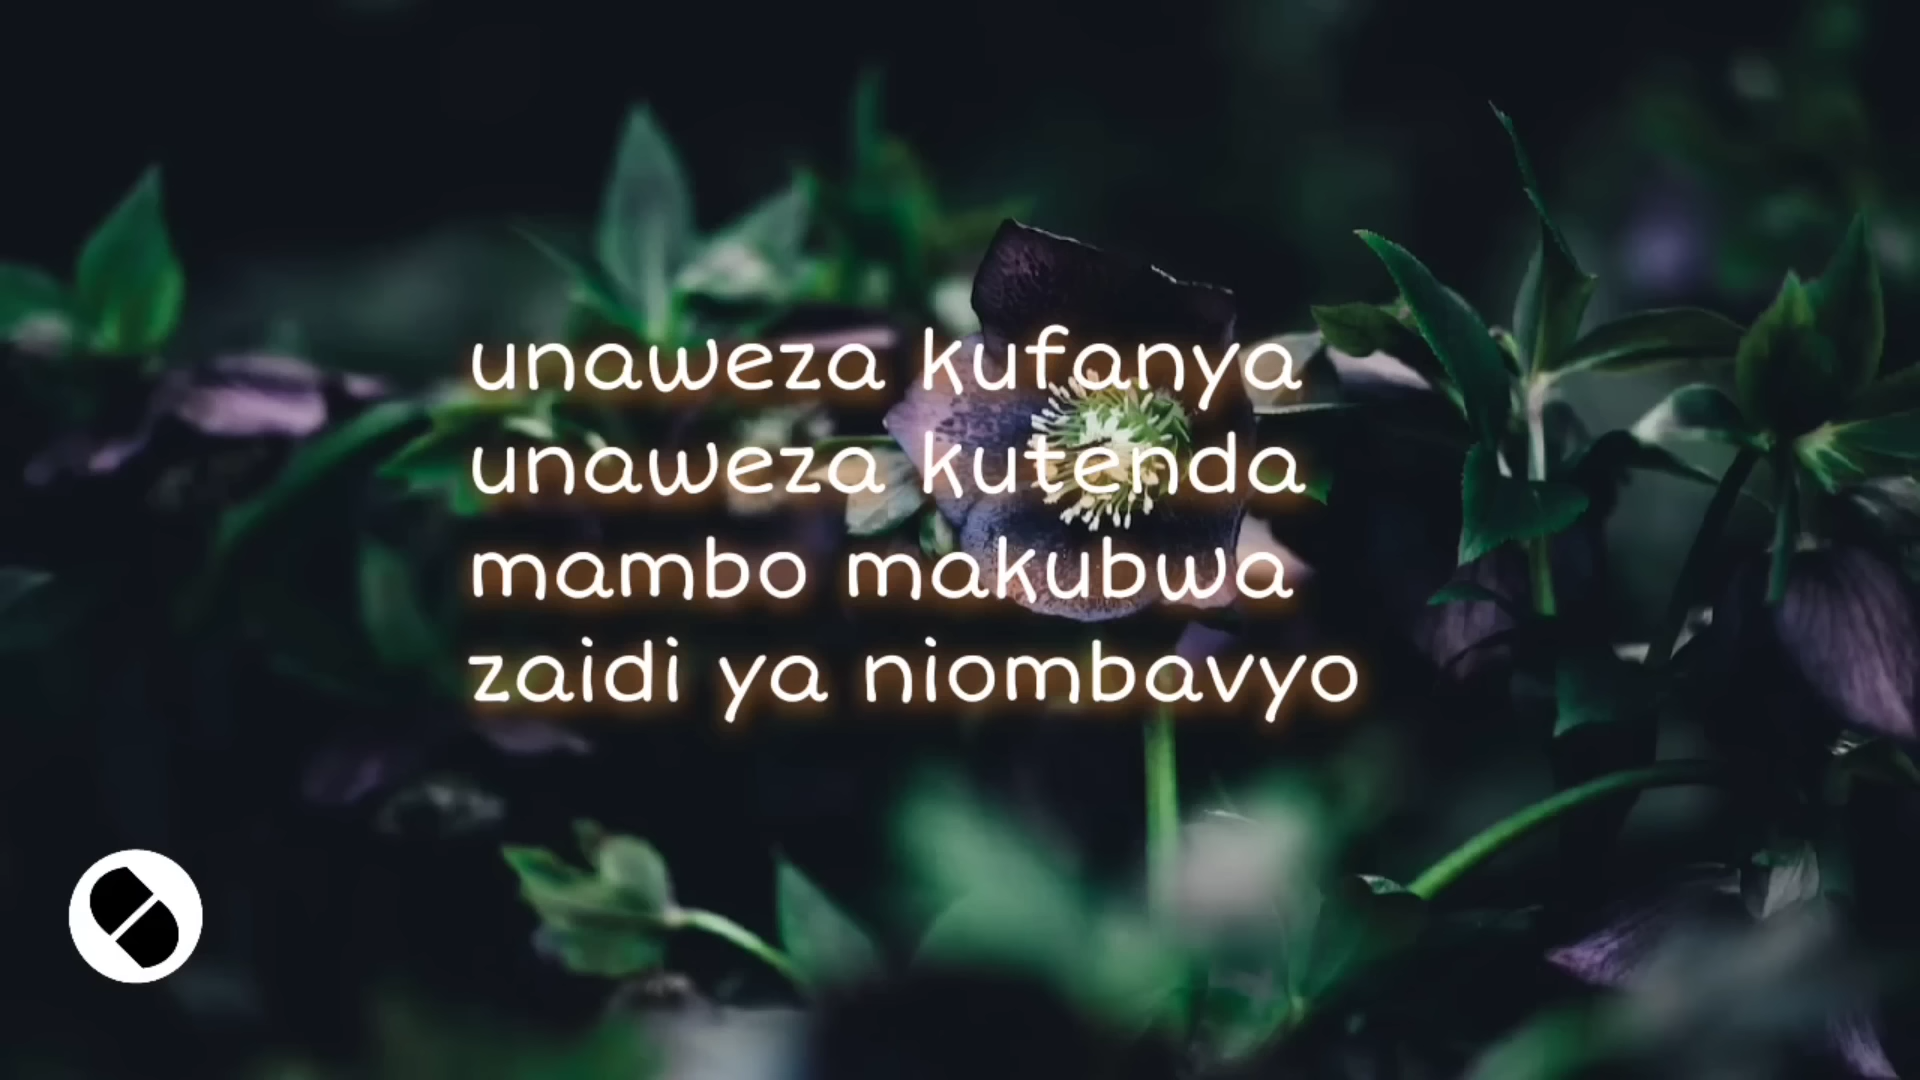 unaweza kufanya
unaweza kutenda
mambo makubwa
zaidi ya niombavyo